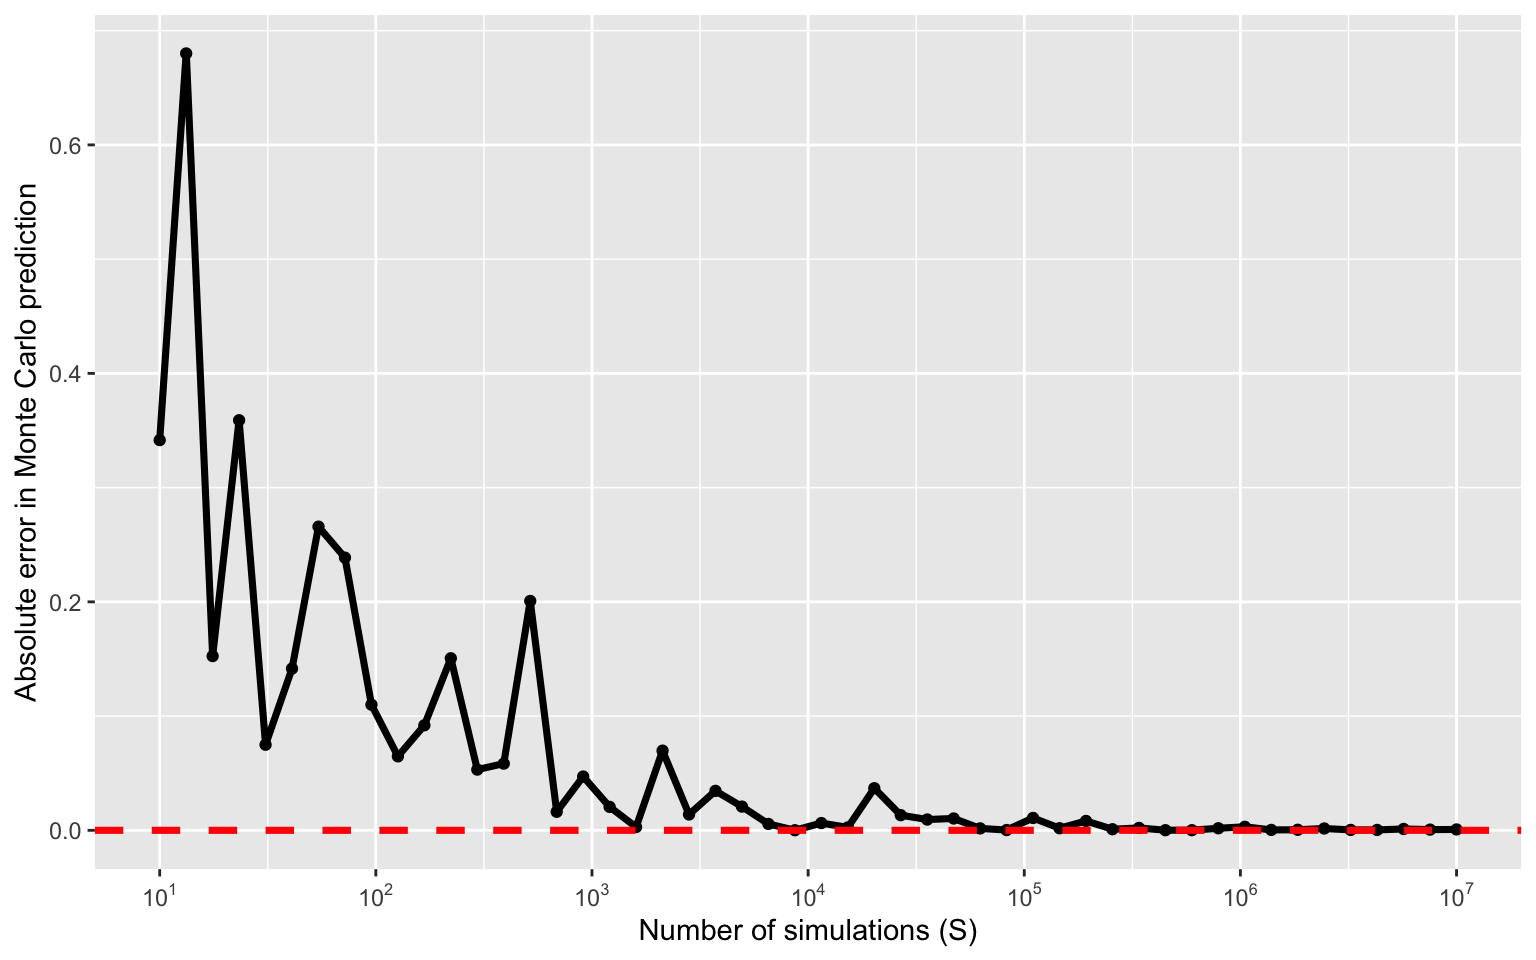 Absolute error in Monte Carlo prediction
0.6
0.4
0.2
0.0
10¹ 10² 10³ 10⁴ 10⁵ 10⁶ 10⁷
Number of simulations (S)